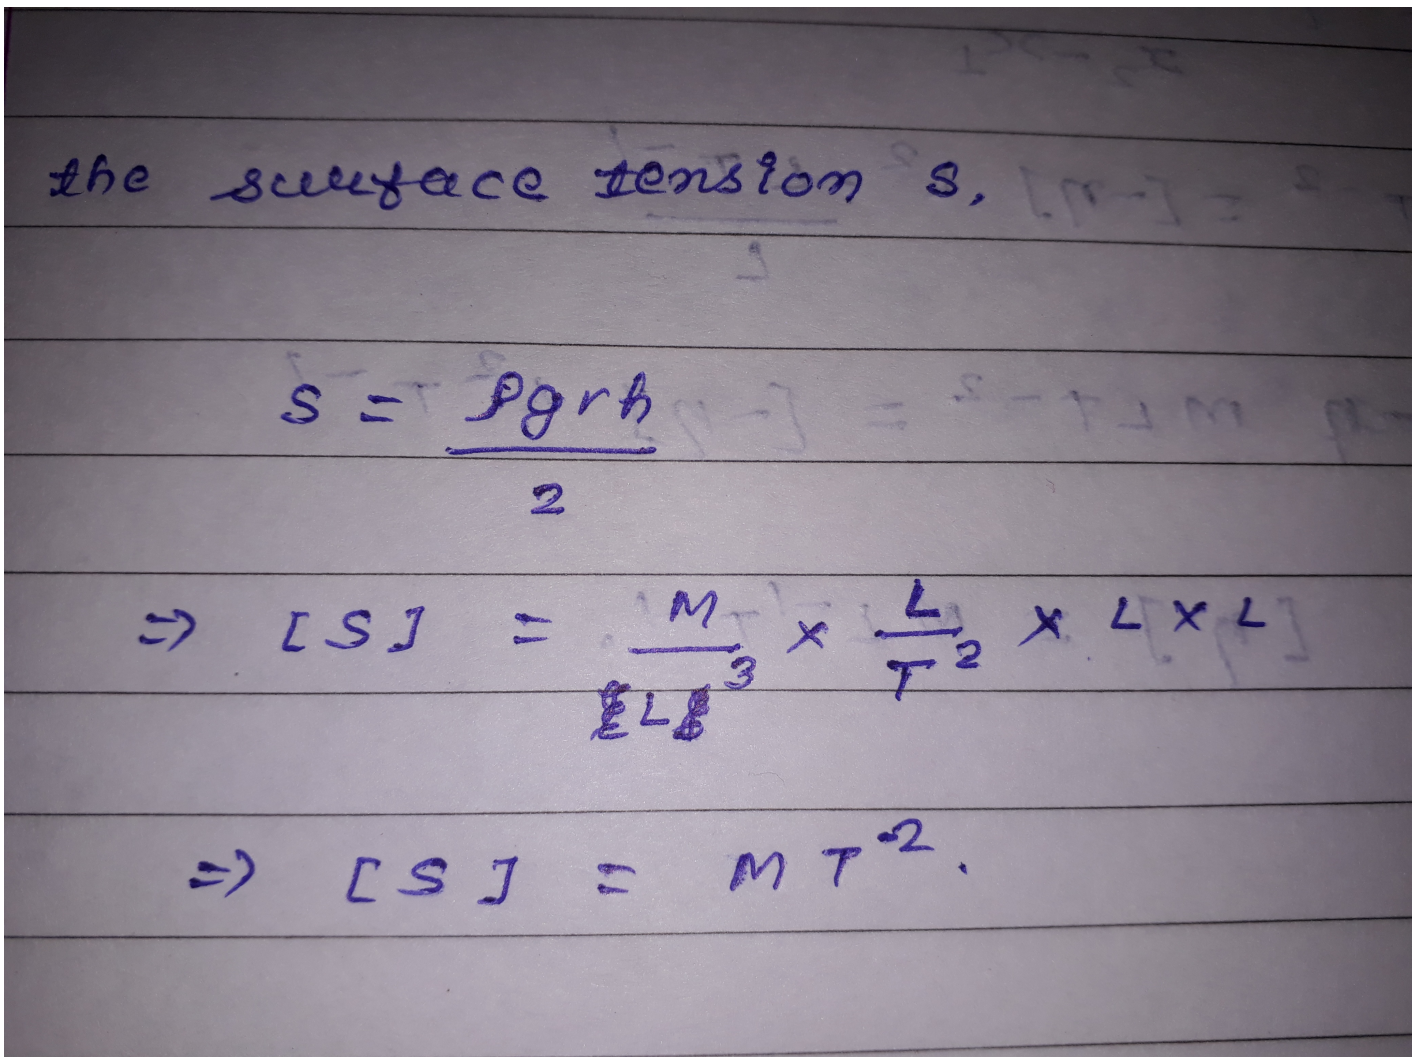 the surface tension s,
S = ρgrh
2
=> [S] = M/L³ × L/T² × L × L
=> [S] = MT⁻².